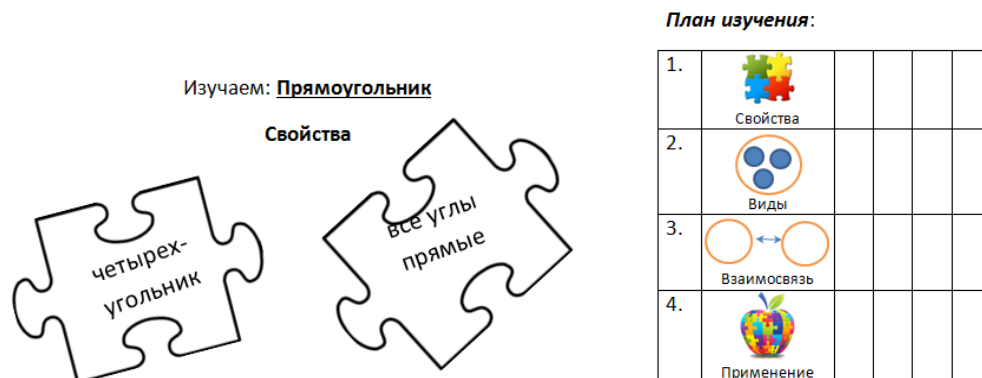 Изучаем: Прямоугольник
Свойства
четырех-
угольник
все углы
прямые
План изучения:
1.
Свойства
2.
Виды
3.
Взаимосвязь
4.
Применение